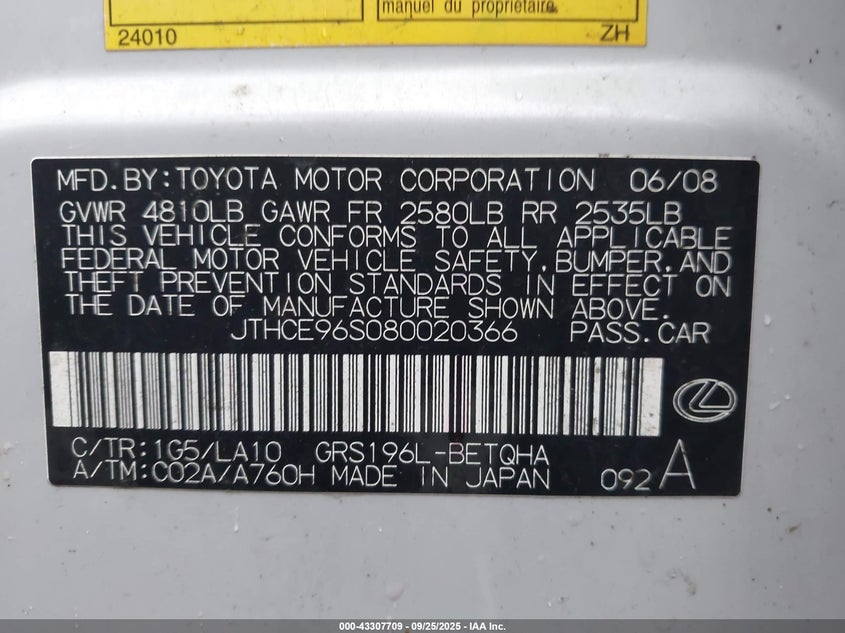 manuel du propriétaire.
24010 ZH
MFD.BY:TOYOTA MOTOR CORPORATION 06/08
GVWR 4810LB GAWR FR 2580LB RR 2535LB
THIS VEHICLE CONFORMS TO ALL APPLICABLE
FEDERAL MOTOR VEHICLE SAFETY,BUMPER,AND
THEFT PREVENTION STANDARDS IN EFFECT ON
THE DATE OF MANUFACTURE SHOWN ABOVE.
JTHCE96S080020366 PASS.CAR
C/TR:1G5/LA10 GRS196L-BETQHA
A/TM:C02A/A760H MADE IN JAPAN 092 A
000-43307709 - 09/25/2025 - IAA Inc.